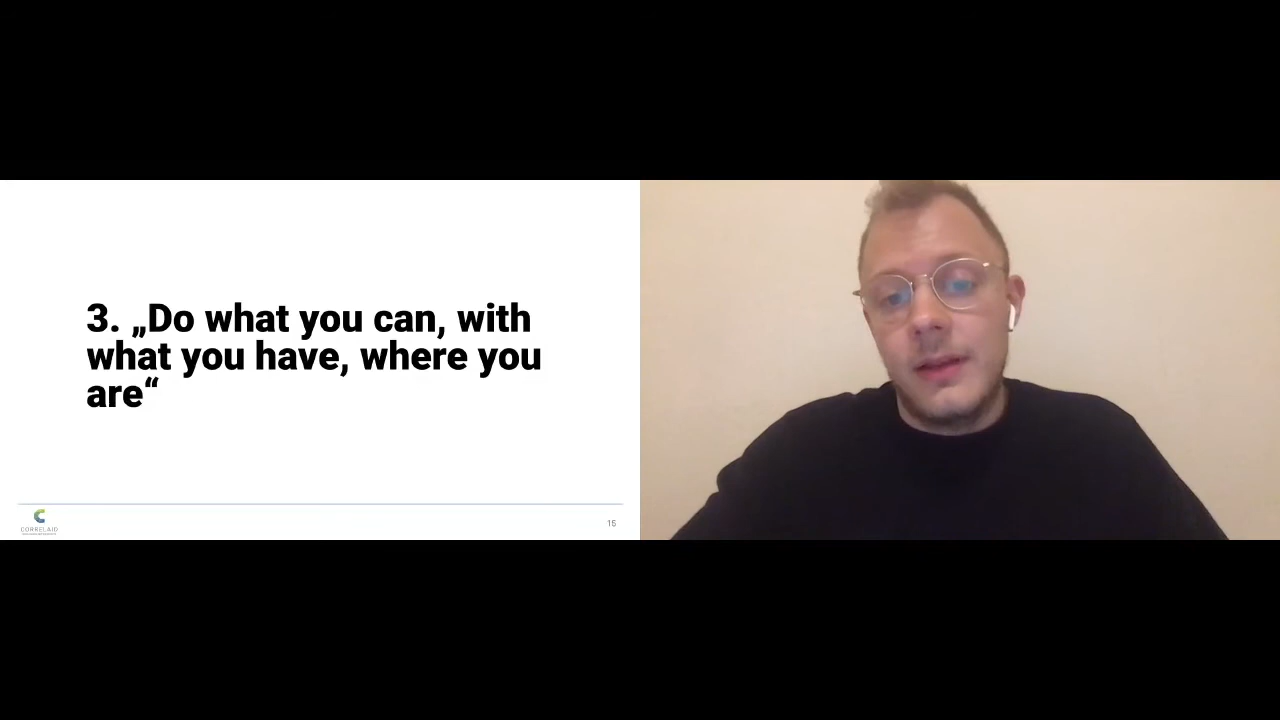 3. „Do what you can, with
what you have, where you
are“
CORRELAID
15